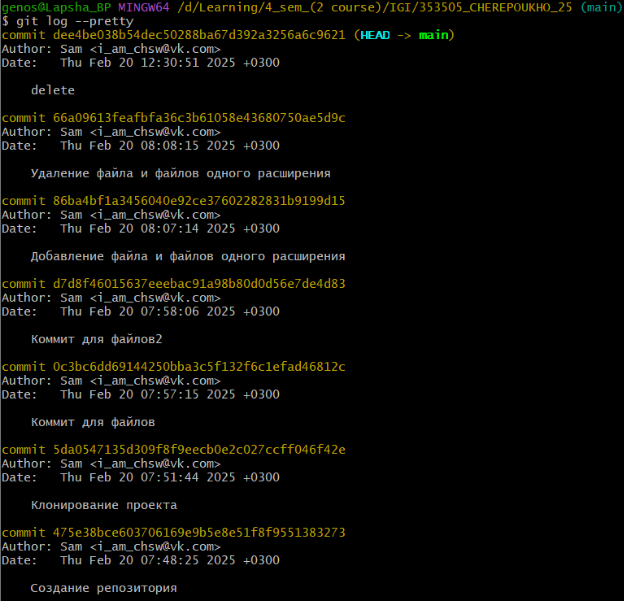 genos@Lapsha_BP MINGW64 /d/Learning/4_sem_(2 course)/IGI/353505_CHEREPOUKHO_25 (main)
$ git log --pretty
commit dee4be038b54dec50288ba67d392a3256a6c9621 (HEAD -> main)
Author: Sam <i_am_chsw@vk.com>
Date:   Thu Feb 20 12:30:51 2025 +0300
delete
commit 66a09613feafbfa36c3b61058e43680750ae5d9c
Author: Sam <i_am_chsw@vk.com>
Date:   Thu Feb 20 08:08:15 2025 +0300
Удаление файла и файлов одного расширения
commit 86ba4bf1a3456040e92ce37602282831b9199d15
Author: Sam <i_am_chsw@vk.com>
Date:   Thu Feb 20 08:07:14 2025 +0300
Добавление файла и файлов одного расширения
commit d7d8f46015637eeebac91a98b80d0d56e7de4d83
Author: Sam <i_am_chsw@vk.com>
Date:   Thu Feb 20 07:58:06 2025 +0300
Коммит для файлов2
commit 0c3bc6dd69144250bba3c5f132f6c1efad46812c
Author: Sam <i_am_chsw@vk.com>
Date:   Thu Feb 20 07:57:15 2025 +0300
Коммит для файлов
commit 5da0547135d309f8f9eecb0e2c027ccff046f42e
Author: Sam <i_am_chsw@vk.com>
Date:   Thu Feb 20 07:51:44 2025 +0300
Клонирование проекта
commit 475e38bce603706169e9b5e8e51f8f9551383273
Author: Sam <i_am_chsw@vk.com>
Date:   Thu Feb 20 07:48:25 2025 +0300
Создание репозитория